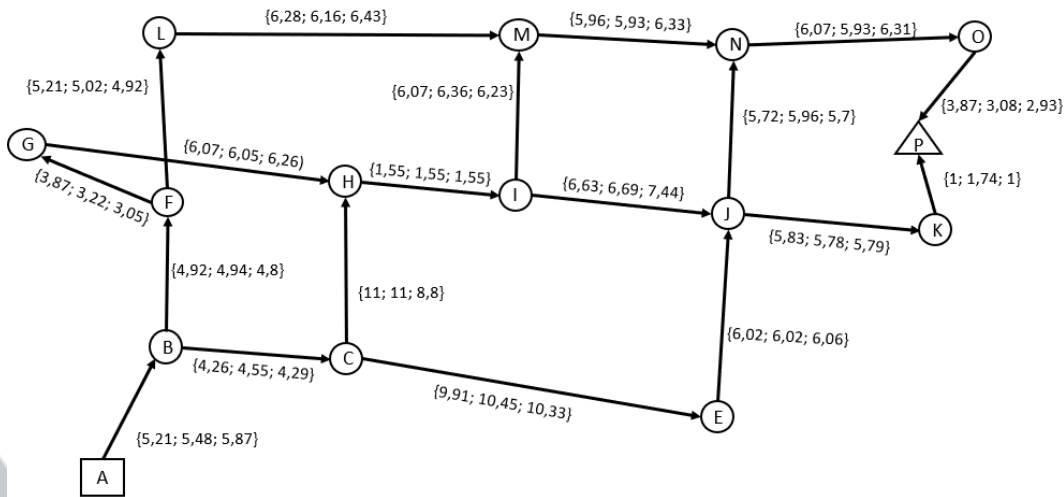 {6,28; 6,16; 6,43}
{5,96; 5,93; 6,33}
{6,07; 5,93; 6,31}
L
M
N
O
{5,21; 5,02; 4,92}
{6,07; 6,36; 6,23}
{5,72; 5,96; 5,7}
{3,87; 3,08; 2,93}
G
{6,07; 6,05; 6,26)
P
{3,87; 3,22; 3,05}
H
{1,55; 1,55; 1,55}
I
{6,63; 6,69; 7,44}
{1; 1,74; 1}
F
J
K
{5,83; 5,78; 5,79}
{4,92; 4,94; 4,8}
{11; 11; 8,8}
{6,02; 6,02; 6,06}
B
{4,26; 4,55; 4,29}
C
{9,91; 10,45; 10,33}
E
{5,21; 5,48; 5,87}
A